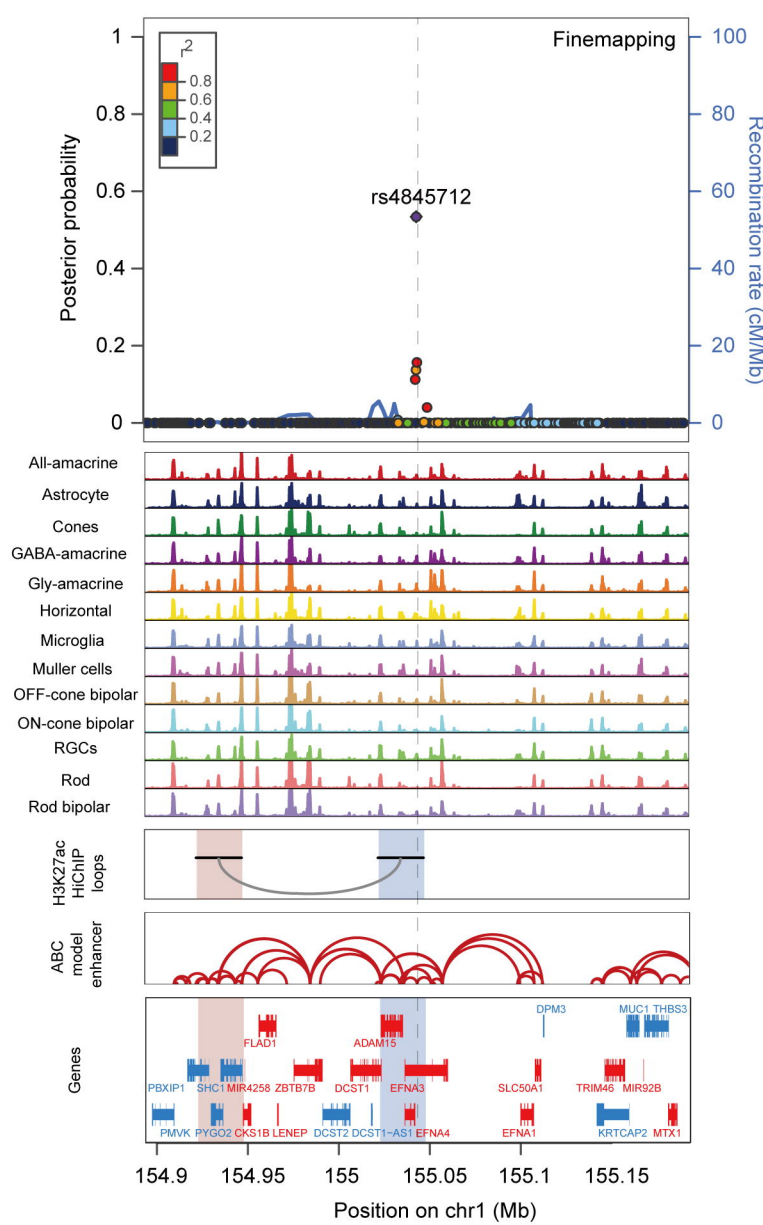 Finemapping
r2
0.8
0.6
0.4
0.2
1
0.8
0.6
0.4
0.2
0
Posterior probability
100
80
60
40
20
0
Recombination rate (cM/Mb)
rs4845712
All-amacrine
Astrocyte
Cones
GABA-amacrine
Gly-amacrine
Horizontal
Microglia
Muller cells
OFF-cone bipolar
ON-cone bipolar
RGCs
Rod
Rod bipolar
H3K27ac
HiChIP
loops
ABC
model
enhancer
Genes
DPM3 MUC1 THBS3
FLAD1 ADAM15
PBXIP1 SHC1 MIR4258 ZBTB7B DCST1 EFNA3 SLC50A1 TRIM46 MIR92B
PMVK PYGO2 CKS1B LENEP DCST2 DCST1-AS1 EFNA4 EFNA1 KRTCAP2 MTX1
154.9 154.95 155 155.05 155.1 155.15
Position on chr1 (Mb)